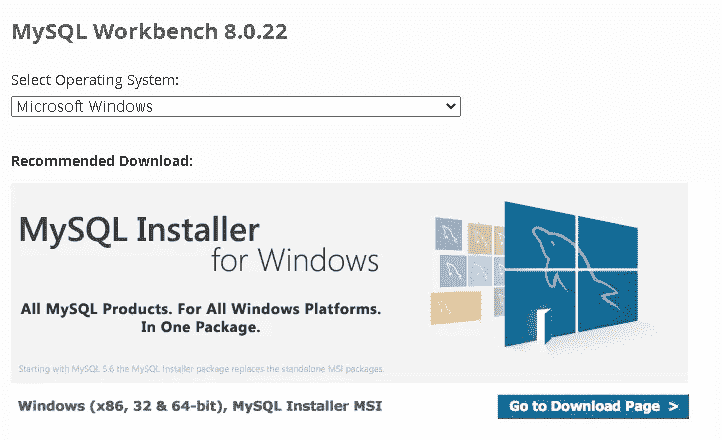 MySQL Workbench 8.0.22
Select Operating System:
Microsoft Windows
Recommended Download:
MySQL Installer
for Windows
All MySQL Products. For All Windows Platforms.
In One Package.
Starting with MySQL 5.6 the MySQL Installer package replaces the standalone MSI packages.
Windows (x86, 32 & 64-bit), MySQL Installer MSI
Go to Download Page >